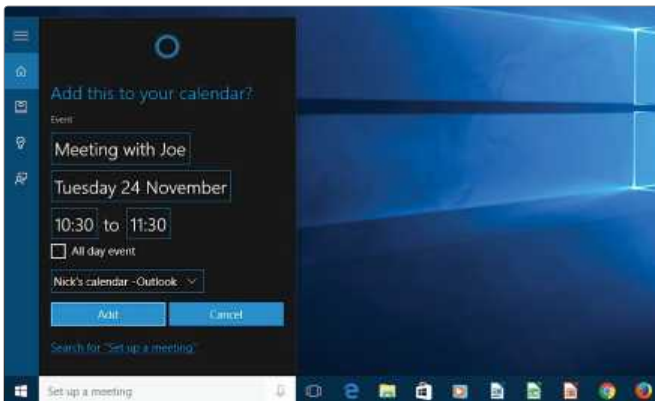 Add this to your calendar?
Event
Meeting with Joe
Tuesday 24 November
10:30 to 11:30
All day event
Nick's calendar -Outlook
Add Cancel
Search for "Set up a meeting"
Set up a meeting